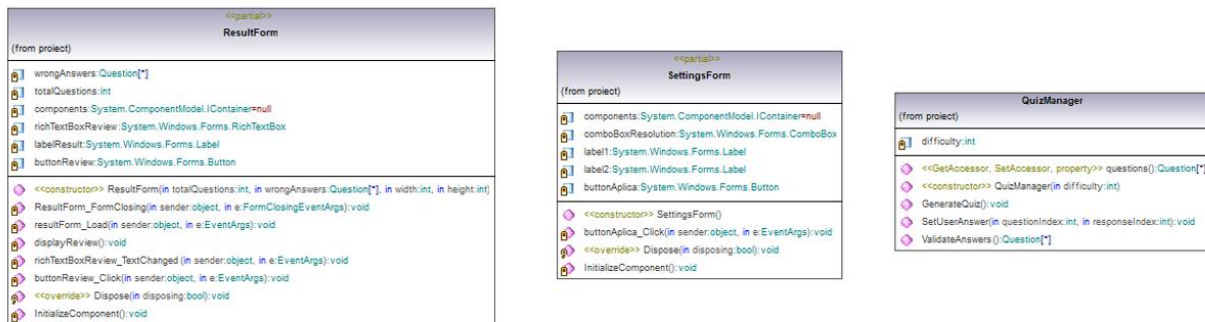 <<partial>>
ResultForm
(from proiect)
wrongAnswers:Question[*]
totalQuestions:int
components:System.ComponentModel.IContainer=null
richTextBoxReview:System.Windows.Forms.RichTextBox
labelResult:System.Windows.Forms.Label
buttonReview:System.Windows.Forms.Button
<<constructor>> ResultForm(in totalQuestions:int, in wrongAnswers:Question[*], in width:int, in height:int)
ResultForm_FormClosing(in sender:object, in e:FormClosingEventArgs):void
resultForm_Load(in sender:object, in e:EventArgs):void
displayReview():void
richTextBoxReview_TextChanged (in sender:object, in e:EventArgs):void
buttonReview_Click(in sender:object, in e:EventArgs):void
<<override>> Dispose(in disposing:bool):void
InitializeComponent():void
<<partial>>
SettingsForm
(from proiect)
components:System.ComponentModel.IContainer=null
comboBoxResolution:System.Windows.Forms.ComboBox
label1:System.Windows.Forms.Label
label2:System.Windows.Forms.Label
buttonAplica:System.Windows.Forms.Button
<<constructor>> SettingsForm()
buttonAplica_Click(in sender:object, in e:EventArgs):void
<<override>> Dispose(in disposing:bool):void
InitializeComponent():void
QuizManager
(from proiect)
difficulty:int
<<GetAccessor, SetAccessor, property>> questions():Question[*]
<<constructor>> QuizManager(in difficulty:int)
GenerateQuiz():void
SetUserAnswer(in questionIndex:int, in responseIndex:int):void
ValidateAnswers():Question[*]